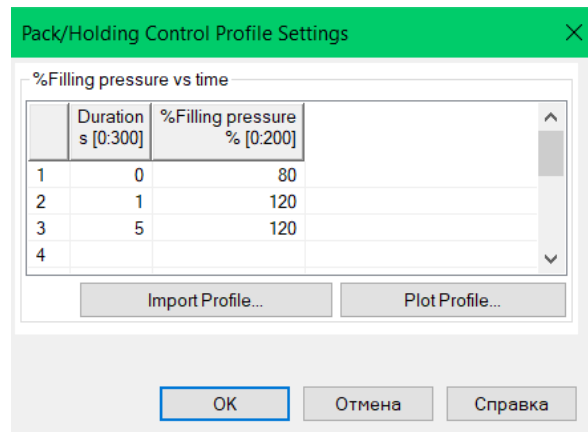 Pack/Holding Control Profile Settings
%Filling pressure vs time
Duration %Filling pressure
s [0:300] % [0:200]
1 0 80
2 1 120
3 5 120
4
Import Profile... Plot Profile...
OK Отмена Справка